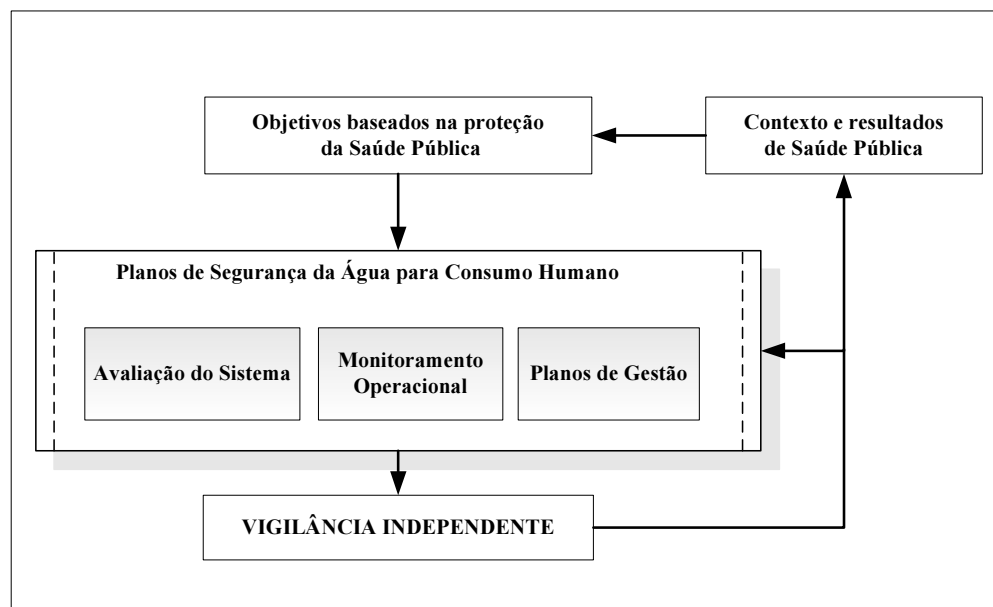 Objetivos baseados na proteção
da Saúde Pública
Contexto e resultados
de Saúde Pública
Planos de Segurança da Água para Consumo Humano
Avaliação do Sistema
Monitoramento
Operacional
Planos de Gestão
VIGILÂNCIA INDEPENDENTE